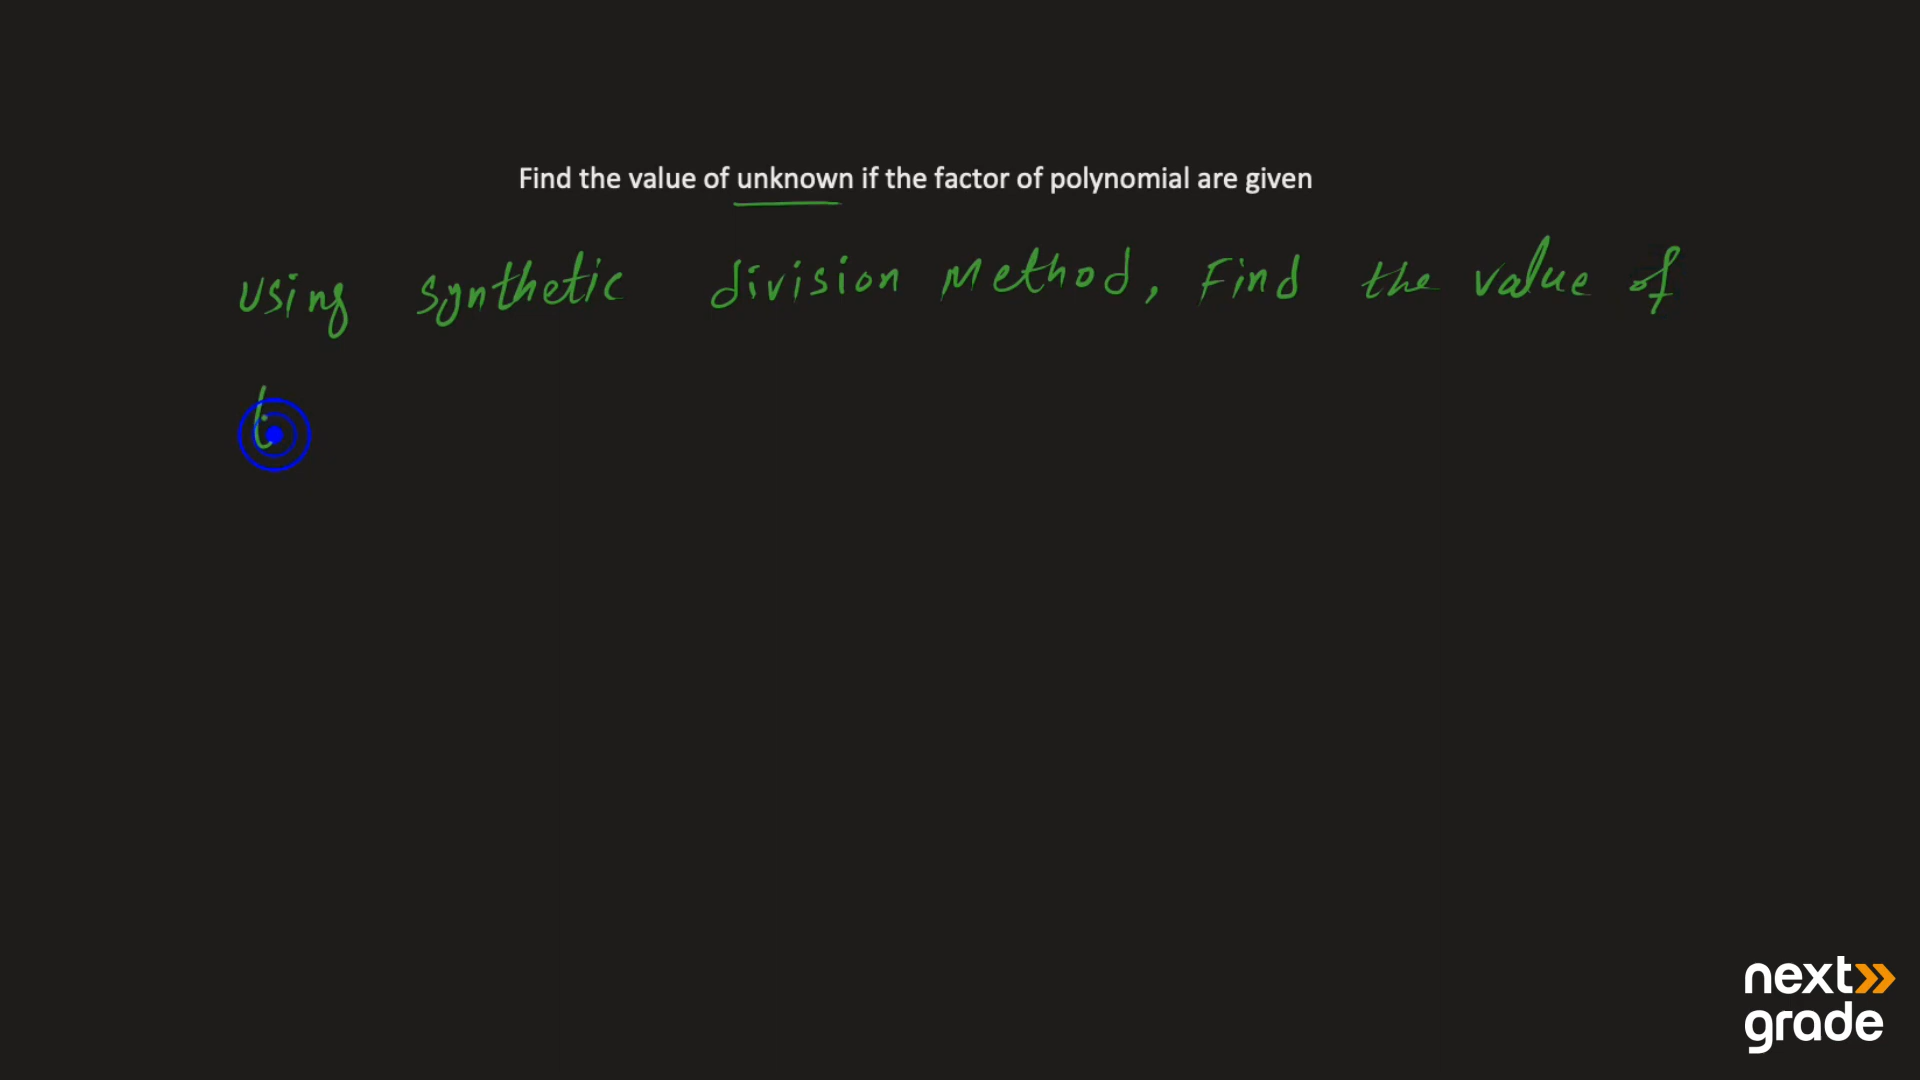 Find the value of unknown if the factor of polynomial are given
Using synthetic division Method, Find the value of
next
grade